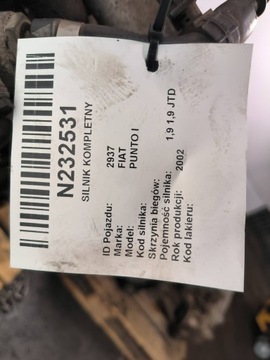 N232531
SILNIK KOMPLETNY
ID Pojazdu: 2937
Marka: FIAT
Model: PUNTO I
Kod silnika:
Skrzynia biegów:
Pojemność silnika: 1,9 1,9 JTD
Rok produkcji: 2002
Kod lakieru: